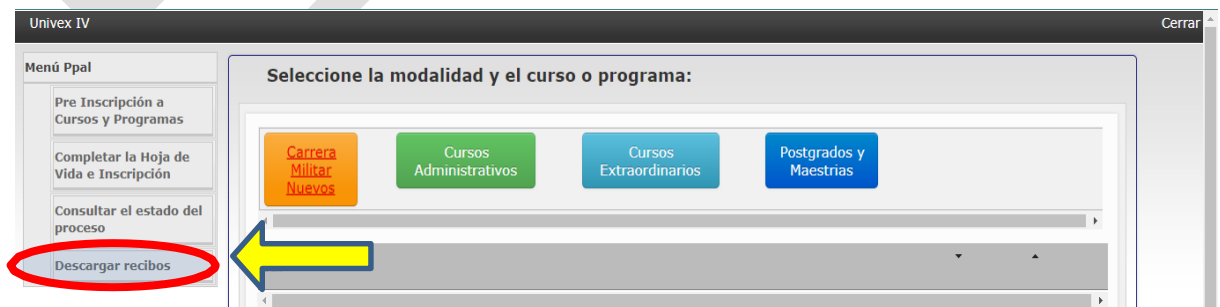 Univex IV
Cerrar
Menú Ppal
Pre Inscripción a
Cursos y Programas
Completar la Hoja de
Vida e Inscripción
Consultar el estado del
proceso
Descargar recibos
Seleccione la modalidad y el curso o programa:
Carrera
Militar
Nuevos
Cursos
Administrativos
Cursos
Extraordinarios
Postgrados y
Maestrias